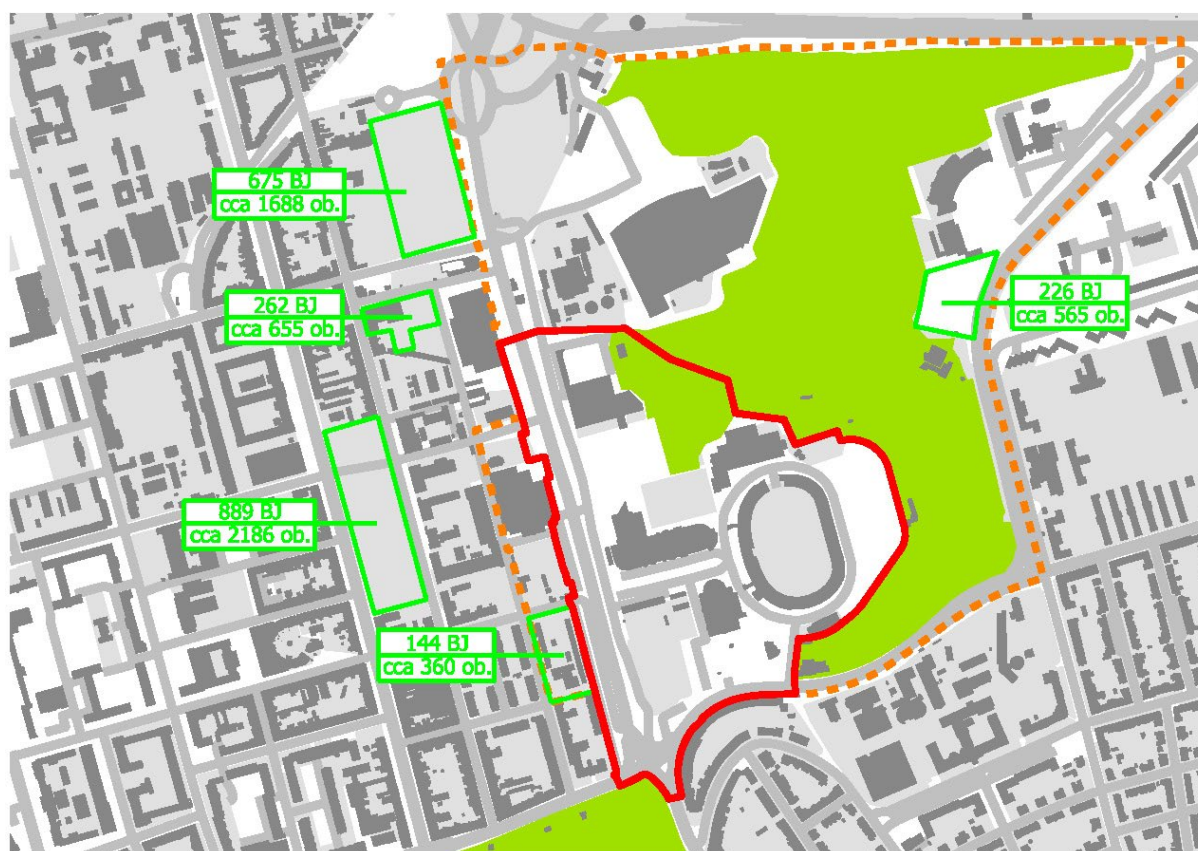 675 BJ
cca 1688 ob.
262 BJ
cca 655 ob.
226 BJ
cca 565 ob.
889 BJ
cca 2186 ob.
144 BJ
cca 360 ob.